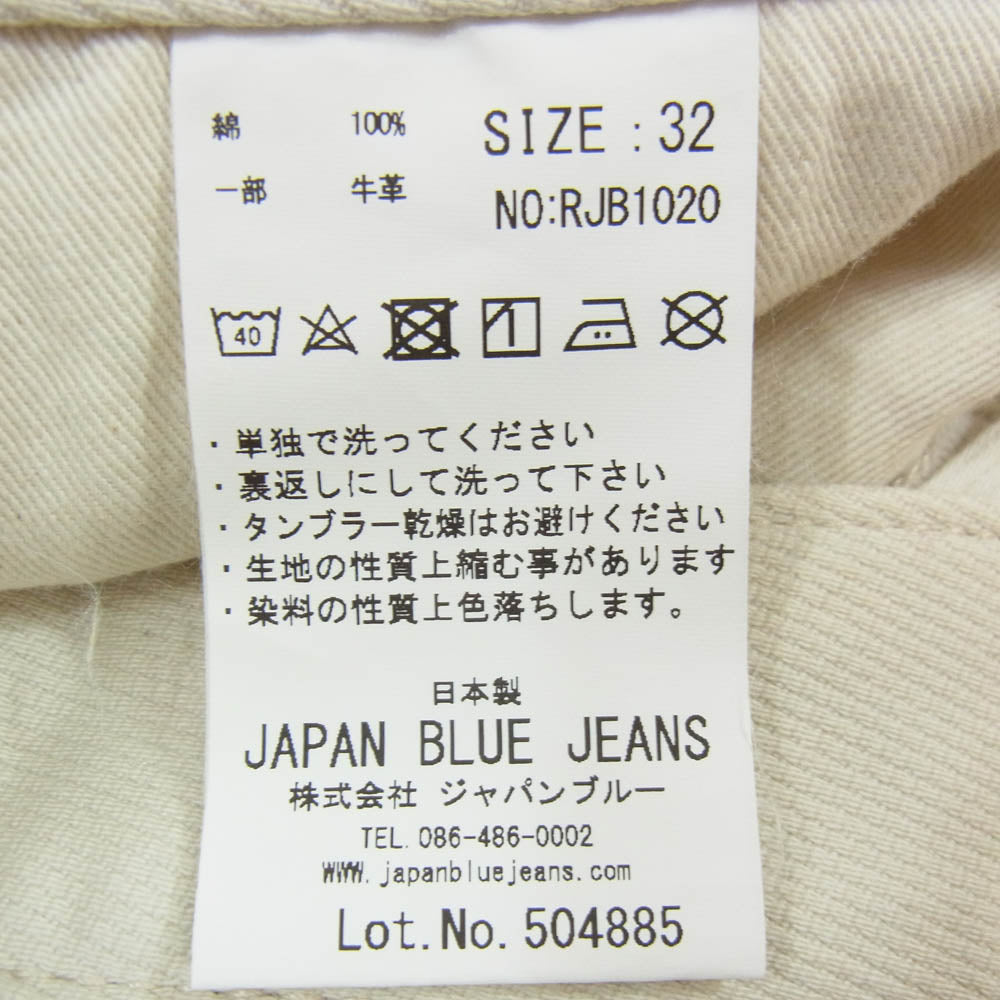 綿 100%
一部 牛革
SIZE : 32
NO:RJB1020
40
1
・単独で洗ってください
・裏返しにして洗って下さい
・タンブラー乾燥はお避けください
・生地の性質上縮む事があります
・染料の性質上色落ちします。
日本製
JAPAN BLUE JEANS
株式会社 ジャパンブルー
TEL. 086-486-0002
WWW. japanbluejeans.com
Lot.No. 504885